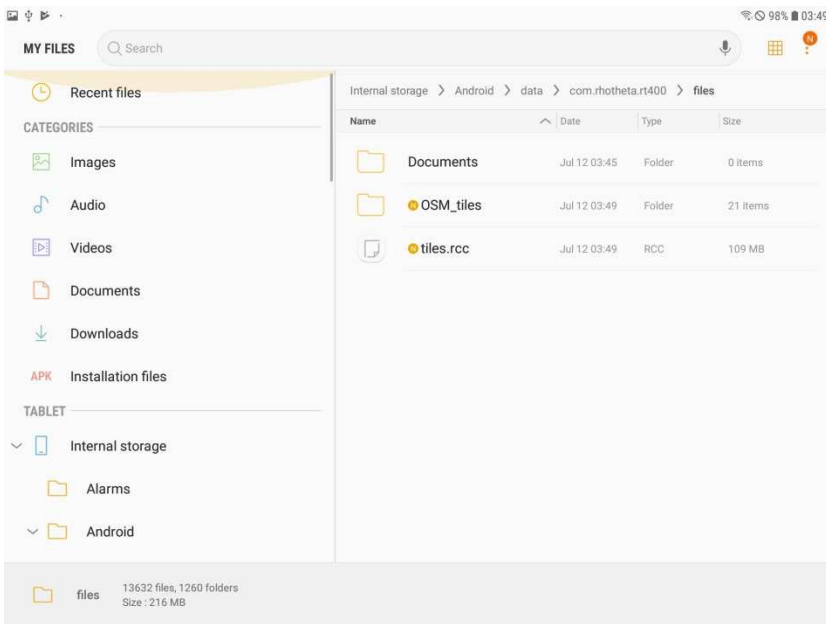 98% 03:49
MY FILES
Search
N
Recent files
CATEGORIES
Images
Audio
Videos
Documents
Downloads
APK Installation files
TABLET
Internal storage
Alarms
Android
Internal storage > Android > data > com.rhotheta.rt400 > files
Name Date Type Size
Documents Jul 12 03:45 Folder 0 items
N OSM_tiles Jul 12 03:49 Folder 21 items
N tiles.rcc Jul 12 03:49 RCC 109 MB
files
13632 files, 1260 folders
Size : 216 MB